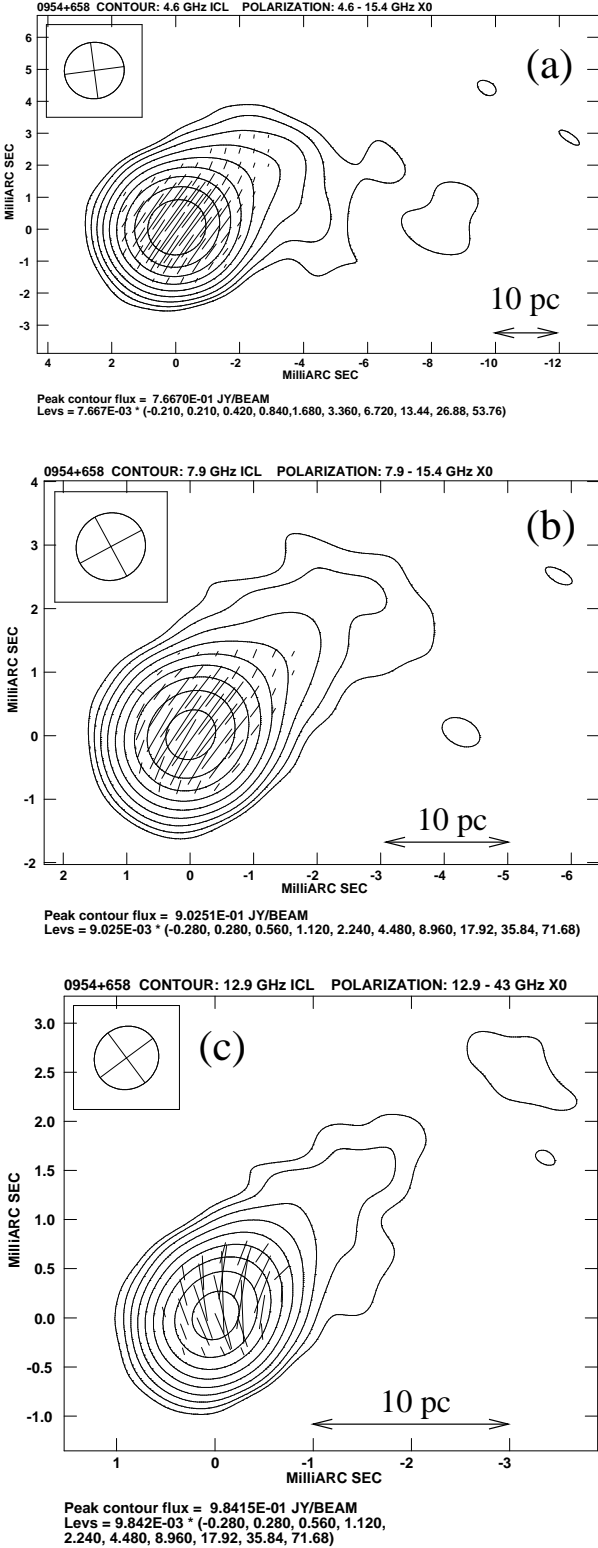 0954+658 CONTOUR: 4.6 GHz ICL POLARIZATION: 4.6 - 15.4 GHz X0
(a)
6
5
4
3
2
1
0
-1
-2
-3
MilliARC SEC
10 pc
4 2 0 -2 -4 -6 -8 -10 -12
MilliARC SEC
Peak contour flux = 7.6670E-01 JY/BEAM
Levs = 7.667E-03 * (-0.210, 0.210, 0.420, 0.840,1.680, 3.360, 6.720, 13.44, 26.88, 53.76)
0954+658 CONTOUR: 7.9 GHz ICL POLARIZATION: 7.9 - 15.4 GHz X0
(b)
4
3
2
1
0
-1
-2
MilliARC SEC
10 pc
2 1 0 -1 -2 -3 -4 -5 -6
MilliARC SEC
Peak contour flux = 9.0251E-01 JY/BEAM
Levs = 9.025E-03 * (-0.280, 0.280, 0.560, 1.120, 2.240, 4.480, 8.960, 17.92, 35.84, 71.68)
0954+658 CONTOUR: 12.9 GHz ICL POLARIZATION: 12.9 - 43 GHz X0
(c)
3.0
2.5
2.0
1.5
1.0
0.5
0.0
-0.5
-1.0
MilliARC SEC
10 pc
1 0 -1 -2 -3
MilliARC SEC
Peak contour flux = 9.8415E-01 JY/BEAM
Levs = 9.842E-03 * (-0.280, 0.280, 0.560, 1.120,
2.240, 4.480, 8.960, 17.92, 35.84, 71.68)